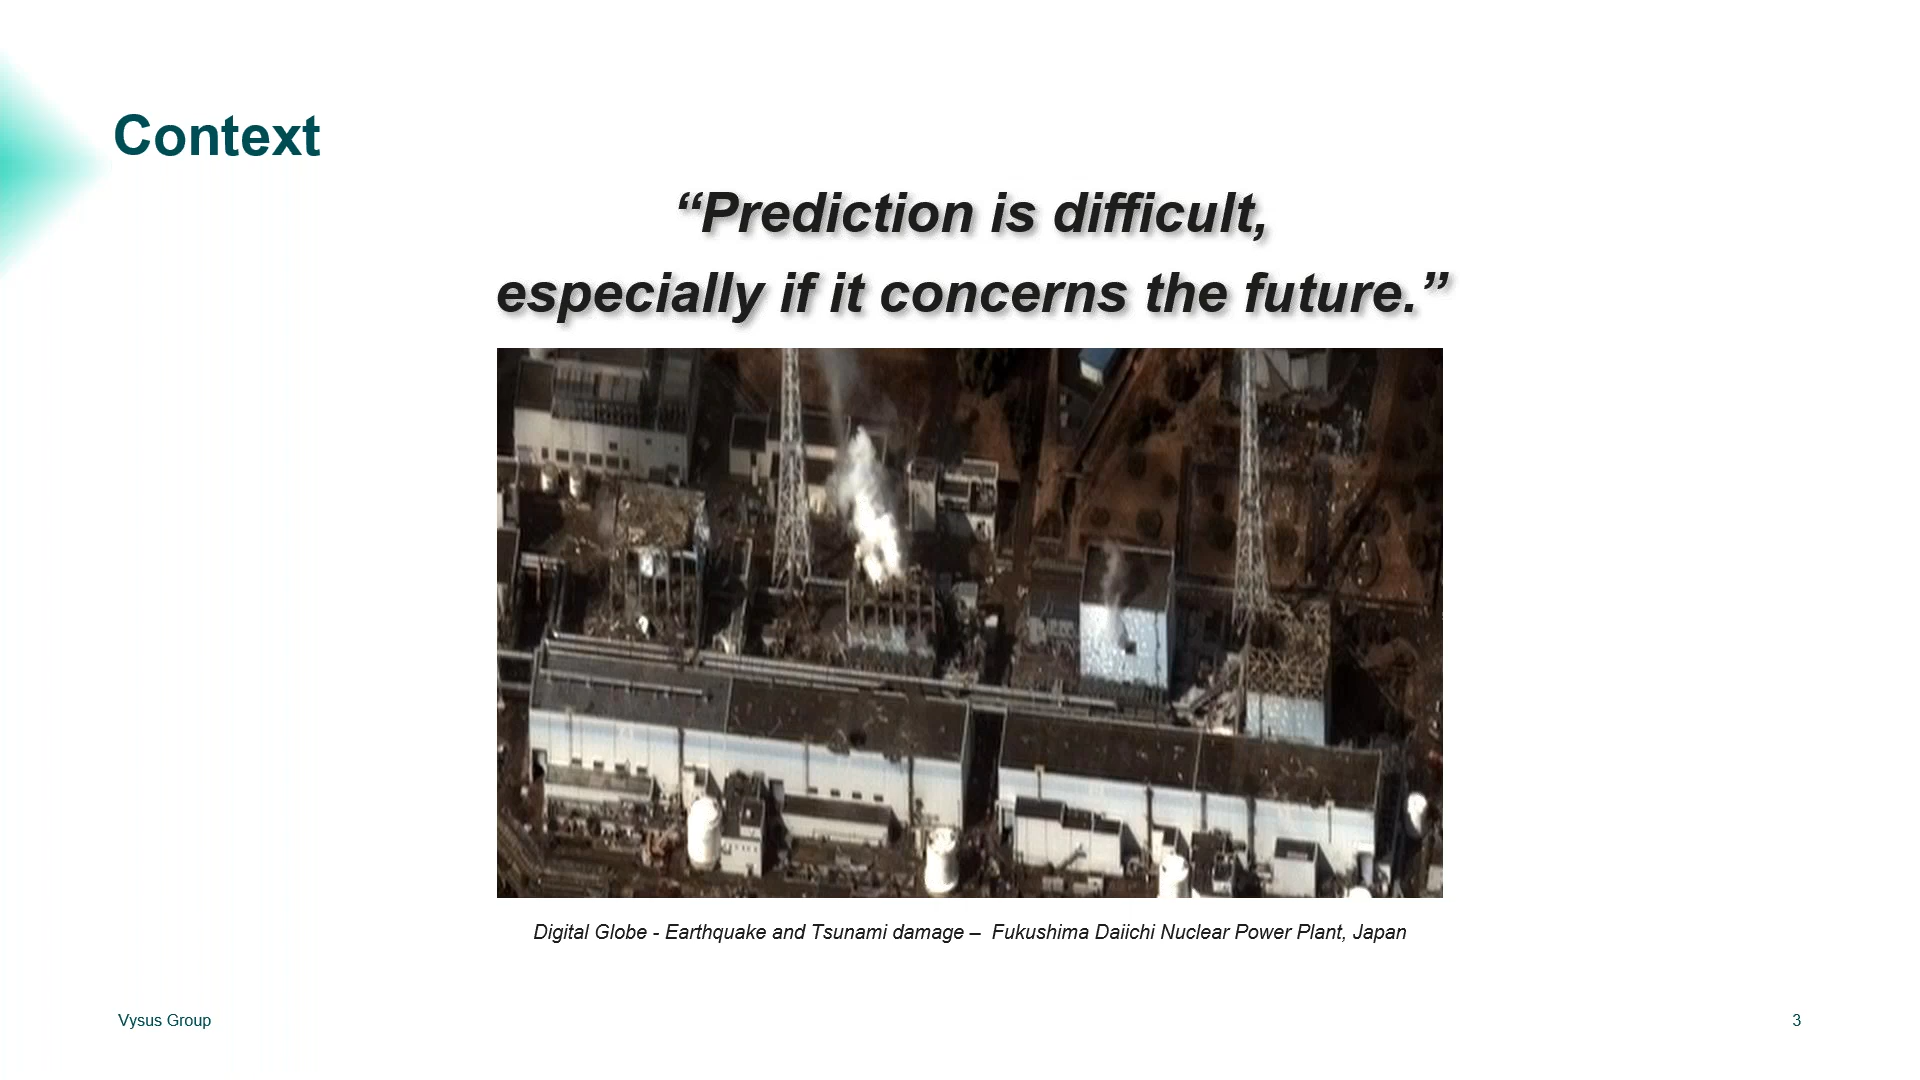 Context
“Prediction is difficult,
especially if it concerns the future.”
Digital Globe - Earthquake and Tsunami damage –  Fukushima Daiichi Nuclear Power Plant, Japan
Vysus Group
3